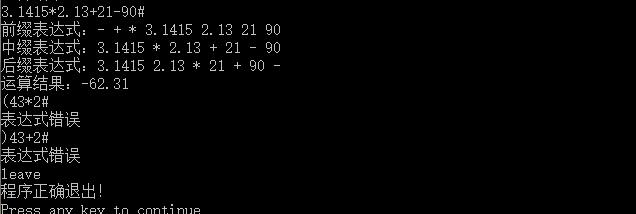 3.1415*2.13+21-90#
前缀表达式: - + * 3.1415 2.13 21 90
中缀表达式: 3.1415 * 2.13 + 21 - 90
后缀表达式: 3.1415 2.13 * 21 + 90 -
运算结果: -62.31
(43*2#
表达式错误
)43+2#
表达式错误
leave
程序正确退出!
Press any key to continue